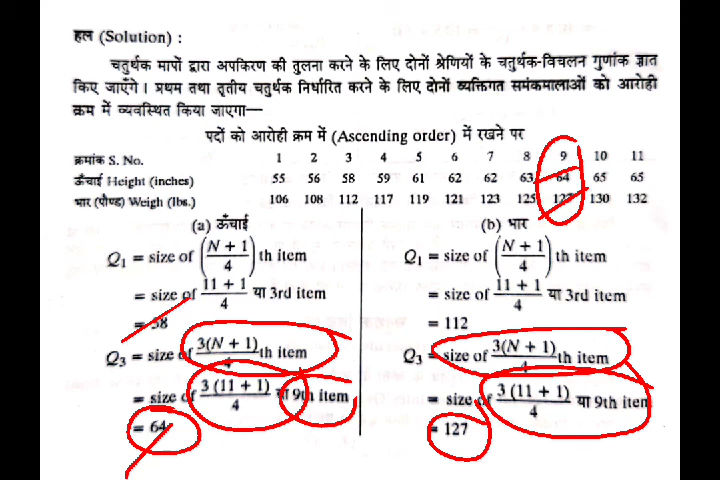 हल (Solution) :
चतुर्थक मापों द्वारा अपकिरण की तुलना करने के लिए दोनों श्रेणियों के चतुर्थक-विचलन गुणांक ज्ञात
किए जाएँगे। प्रथम तथा तृतीय चतुर्थक निर्धारित करने के लिए दोनों व्यक्तिगत समंकमालाओं को आरोही
क्रम में व्यवस्थित किया जाएगा—
पदों को आरोही क्रम में (Ascending order) में रखने पर
क्रमांक S. No. 1 2 3 4 5 6 7 8 9 10 11
ऊँचाई Height (inches) 55 56 58 59 61 62 62 63 64 65 65
भार (पौण्ड) Weigh (lbs.) 106 108 112 117 119 121 123 125 127 130 132
(a) ऊँचाई
Q₁ = size of (N + 1 / 4) th item
= size of 11 + 1 / 4 या 3rd item
= 58
Q₃ = size of 3(N + 1) / 4 th item
= size of 3 (11 + 1) / 4 या 9th item
= 64
(b) भार
Q₁ = size of (N + 1 / 4) th item
= size of 11 + 1 / 4 या 3rd item
= 112
Q₃ = size of 3(N + 1) / 4 th item
= size of 3 (11 + 1) / 4 या 9th item
= 127